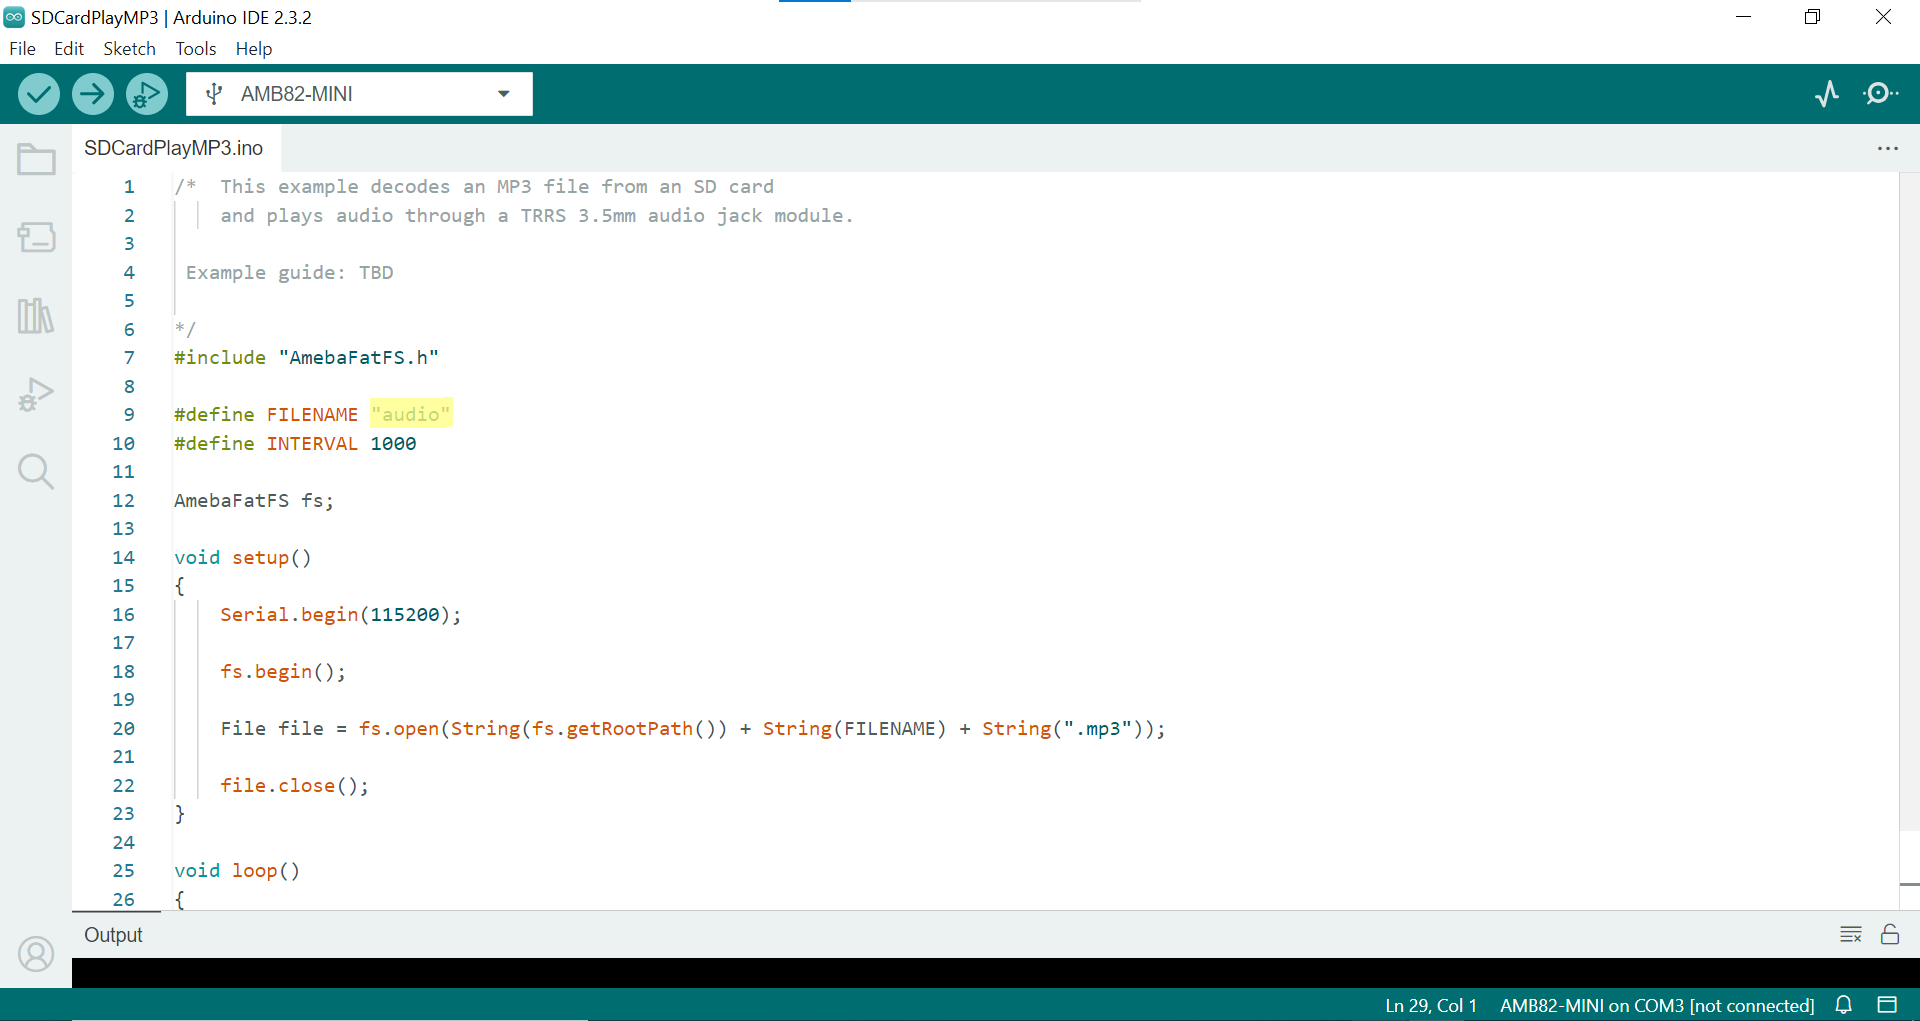 SDCardPlayMP3 | Arduino IDE 2.3.2
File Edit Sketch Tools Help
AMB82-MINI
SDCardPlayMP3.ino
1 /*  This example decodes an MP3 file from an SD card
2     and plays audio through a TRRS 3.5mm audio jack module.
3
4  Example guide: TBD
5
6 */
7 #include "AmebaFatFS.h"
8
9 #define FILENAME "audio"
10 #define INTERVAL 1000
11
12 AmebaFatFS fs;
13
14 void setup()
15 {
16     Serial.begin(115200);
17
18     fs.begin();
19
20     File file = fs.open(String(fs.getRootPath()) + String(FILENAME) + String(".mp3"));
21
22     file.close();
23 }
24
25 void loop()
26 {
Output
Ln 29, Col 1 AMB82-MINI on COM3 [not connected]